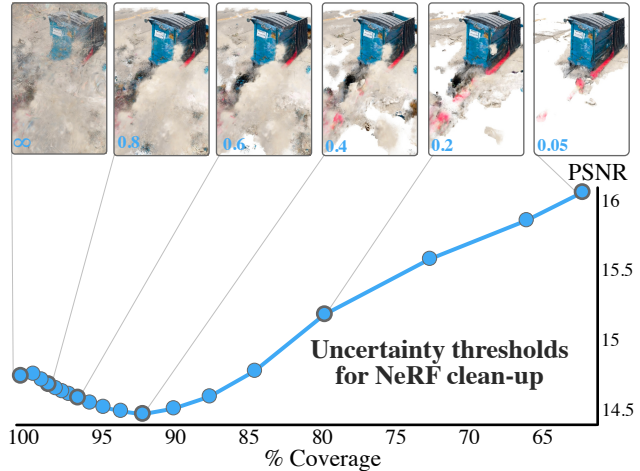 ∞
0.8
0.6
0.4
0.2
0.05
PSNR
16
15.5
15
14.5
Uncertainty thresholds
for NeRF clean-up
100 95 90 85 80 75 70 65
% Coverage